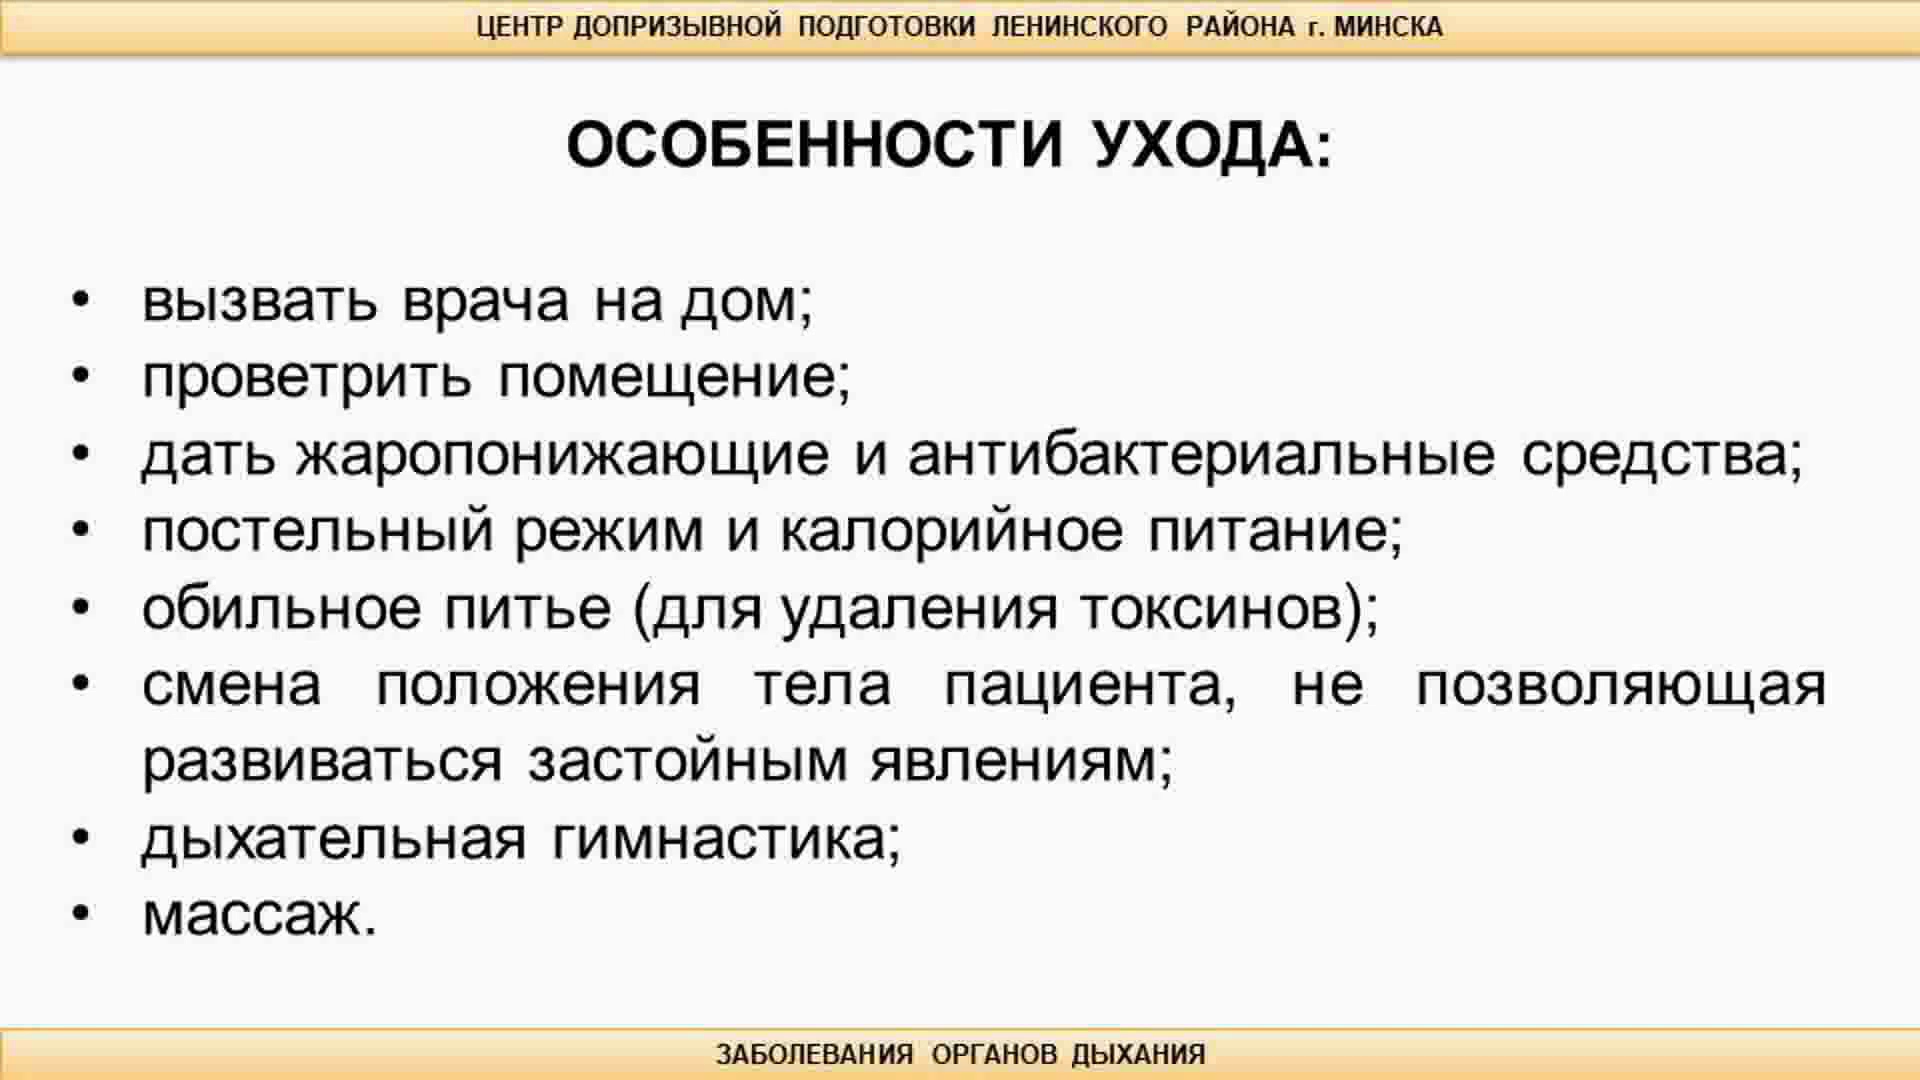 ЦЕНТР ДОПРИЗЫВНОЙ ПОДГОТОВКИ ЛЕНИНСКОГО РАЙОНА г. МИНСКА
ОСОБЕННОСТИ УХОДА:
• вызвать врача на дом;
• проветрить помещение;
• дать жаропонижающие и антибактериальные средства;
• постельный режим и калорийное питание;
• обильное питье (для удаления токсинов);
• смена положения тела пациента, не позволяющая
развиваться застойным явлениям;
• дыхательная гимнастика;
• массаж.
ЗАБОЛЕВАНИЯ ОРГАНОВ ДЫХАНИЯ